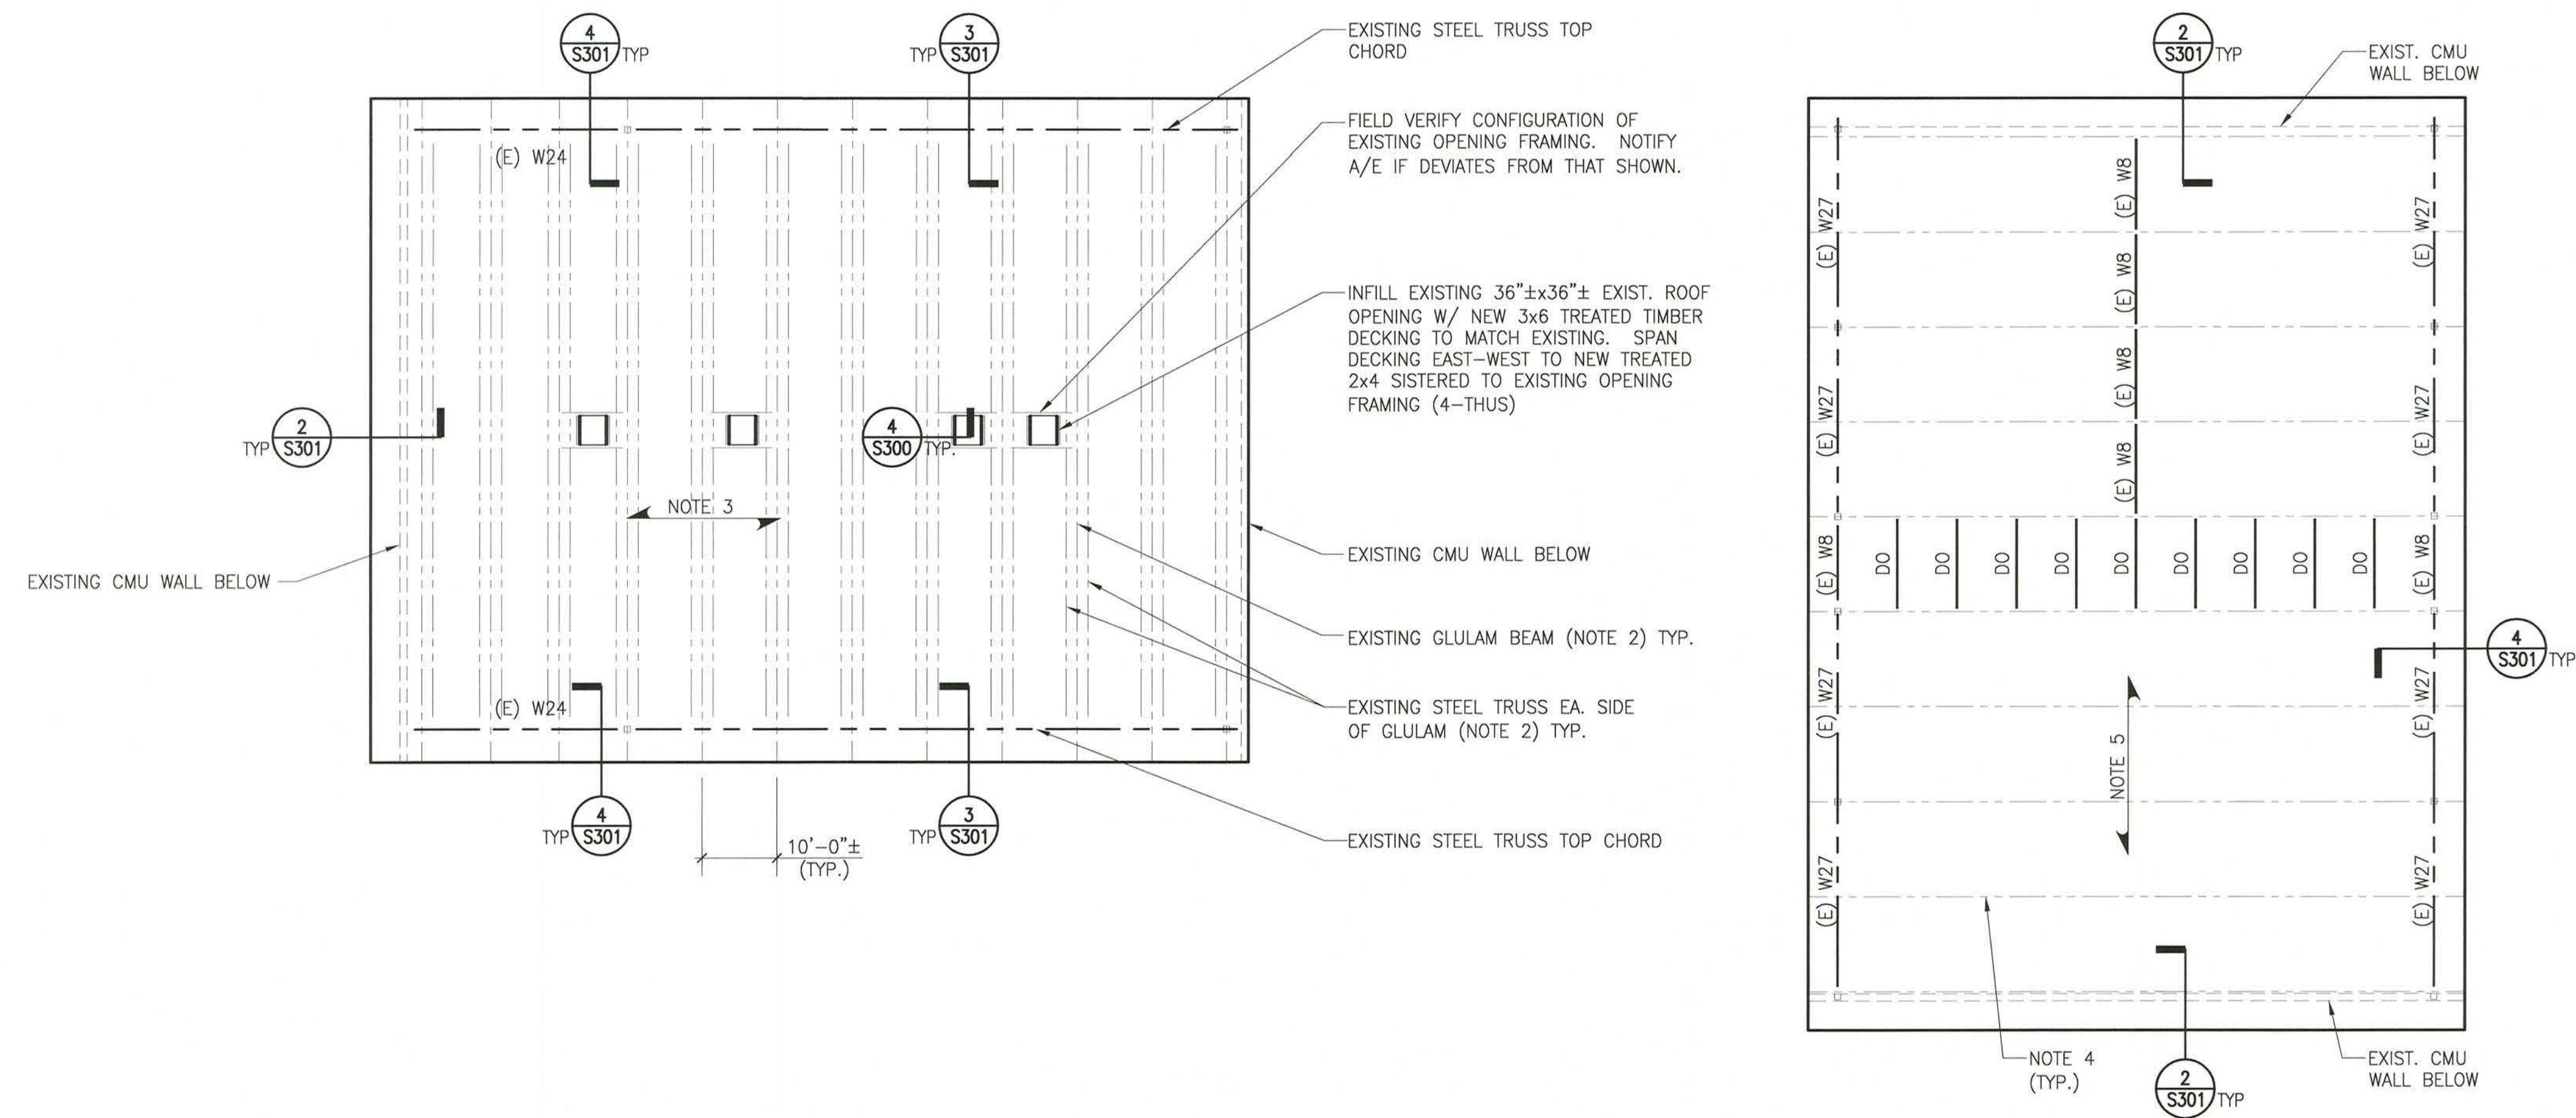 4
S301
TYP
3
S301
TYP
EXISTING STEEL TRUSS TOP
CHORD
(E) W24
FIELD VERIFY CONFIGURATION OF
EXISTING OPENING FRAMING. NOTIFY
A/E IF DEVIATES FROM THAT SHOWN.
INFILL EXISTING 36"±x36"± EXIST. ROOF
OPENING W/ NEW 3x6 TREATED TIMBER
DECKING TO MATCH EXISTING. SPAN
DECKING EAST-WEST TO NEW TREATED
2x4 SISTERED TO EXISTING OPENING
FRAMING (4-THUS)
TYP
2
S301
4
S300
TYP.
NOTE 3
EXISTING CMU WALL BELOW
EXISTING CMU WALL BELOW
EXISTING GLULAM BEAM (NOTE 2) TYP.
EXISTING STEEL TRUSS EA. SIDE
OF GLULAM (NOTE 2) TYP.
(E) W24
EXISTING STEEL TRUSS TOP CHORD
TYP
4
S301
TYP
3
S301
10'-0"±
(TYP.)
2
S301
TYP
EXIST. CMU
WALL BELOW
(E) W27
(E) W8
(E) W27
(E) W8
(E) W8
(E) W27
(E) W8
(E) W27
(E) W8
DO
DO
DO
DO
DO
DO
DO
DO
DO
(E) W8
4
S301
TYP
(E) W27
(E) W27
NOTE 5
(E) W27
(E) W27
NOTE 4
(TYP.)
2
S301
TYP
EXIST. CMU
WALL BELOW